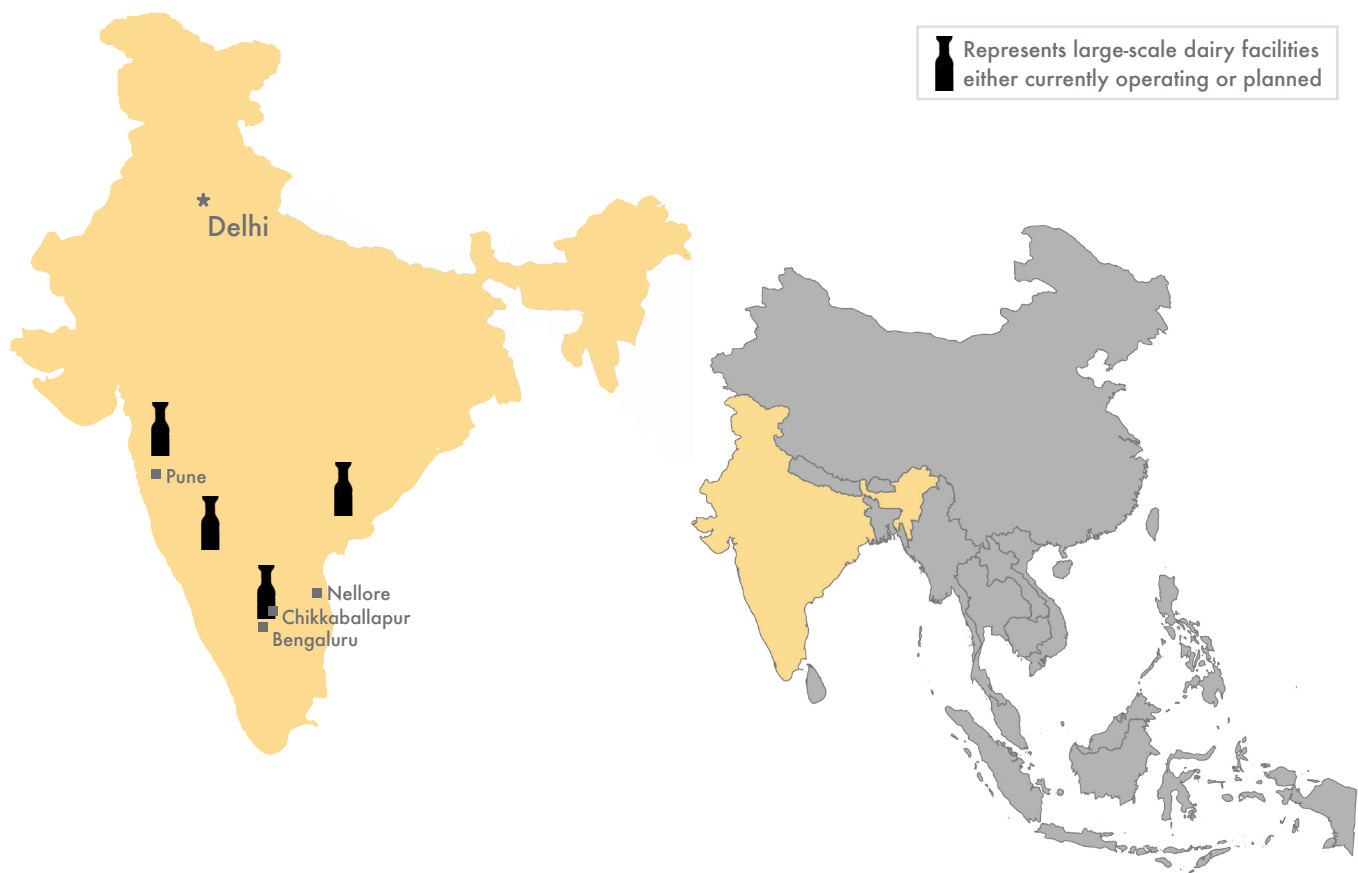 Represents large-scale dairy facilities
either currently operating or planned
Delhi
Pune
Nellore
Chikkaballapur
Bengaluru